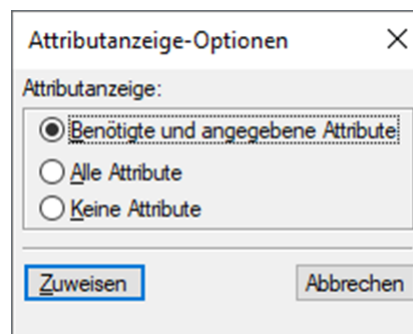 Attributanzeige-Optionen
Attributanzeige:
Benötigte und angegebene Attribute
Alle Attribute
Keine Attribute
Zuweisen Abbrechen